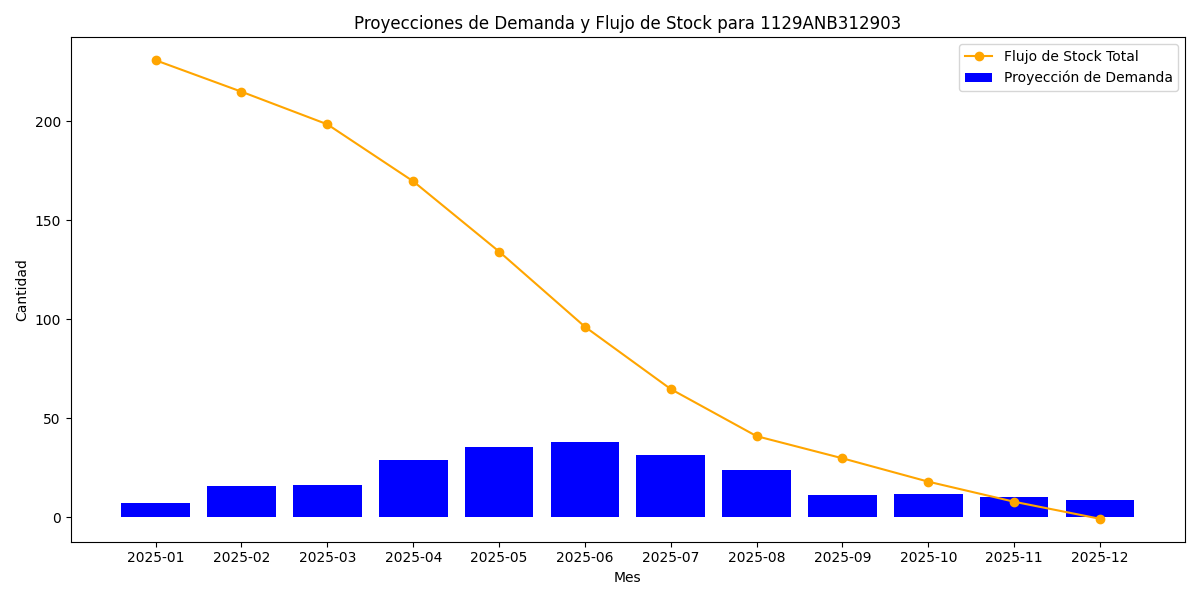 Proyecciones de Demanda y Flujo de Stock para 1129ANB312903
Flujo de Stock Total
Proyección de Demanda
Cantidad
200
150
100
50
0
2025-01 2025-02 2025-03 2025-04 2025-05 2025-06 2025-07 2025-08 2025-09 2025-10 2025-11 2025-12
Mes